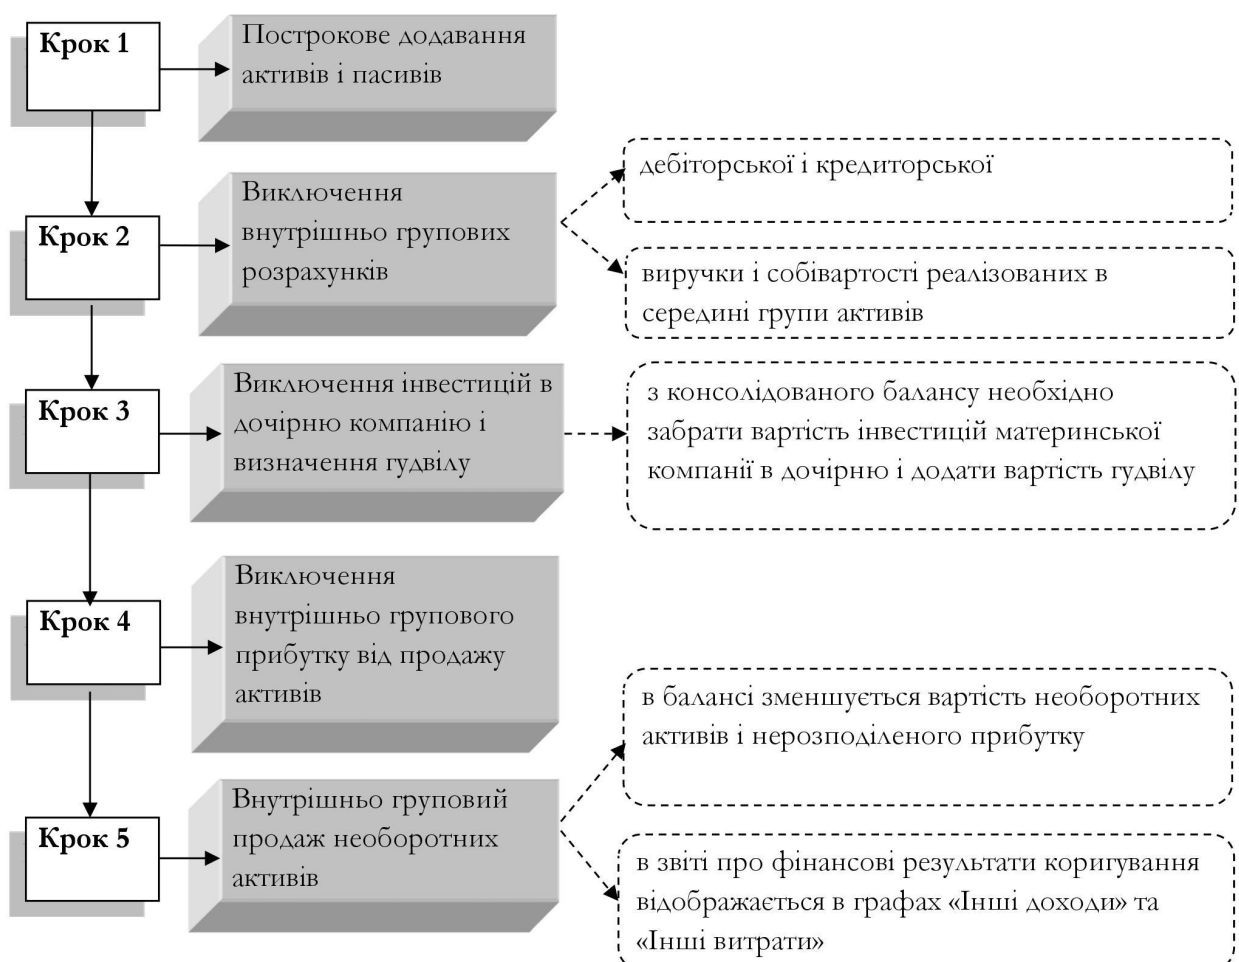 Крок 1
Построкове додавання
активів і пасивів
Крок 2
Виключення
внутрішньо групових
розрахунків
дебіторської і кредиторської
виручки і собівартості реалізованих в
середині групи активів
Крок 3
Виключення інвестицій в
дочірню компанію і
визначення гудвілу
з консолідованого балансу необхідно
забрати вартість інвестицій материнської
компанії в дочірню і додати вартість гудвілу
Крок 4
Виключення
внутрішньо групового
прибутку від продажу
активів
Крок 5
Внутрішньо груповий
продаж необоротних
активів
в балансі зменшується вартість необоротних
активів і нерозподіленого прибутку
в звіті про фінансові результати коригування
відображається в графах «Інші доходи» та
«Інші витрати»